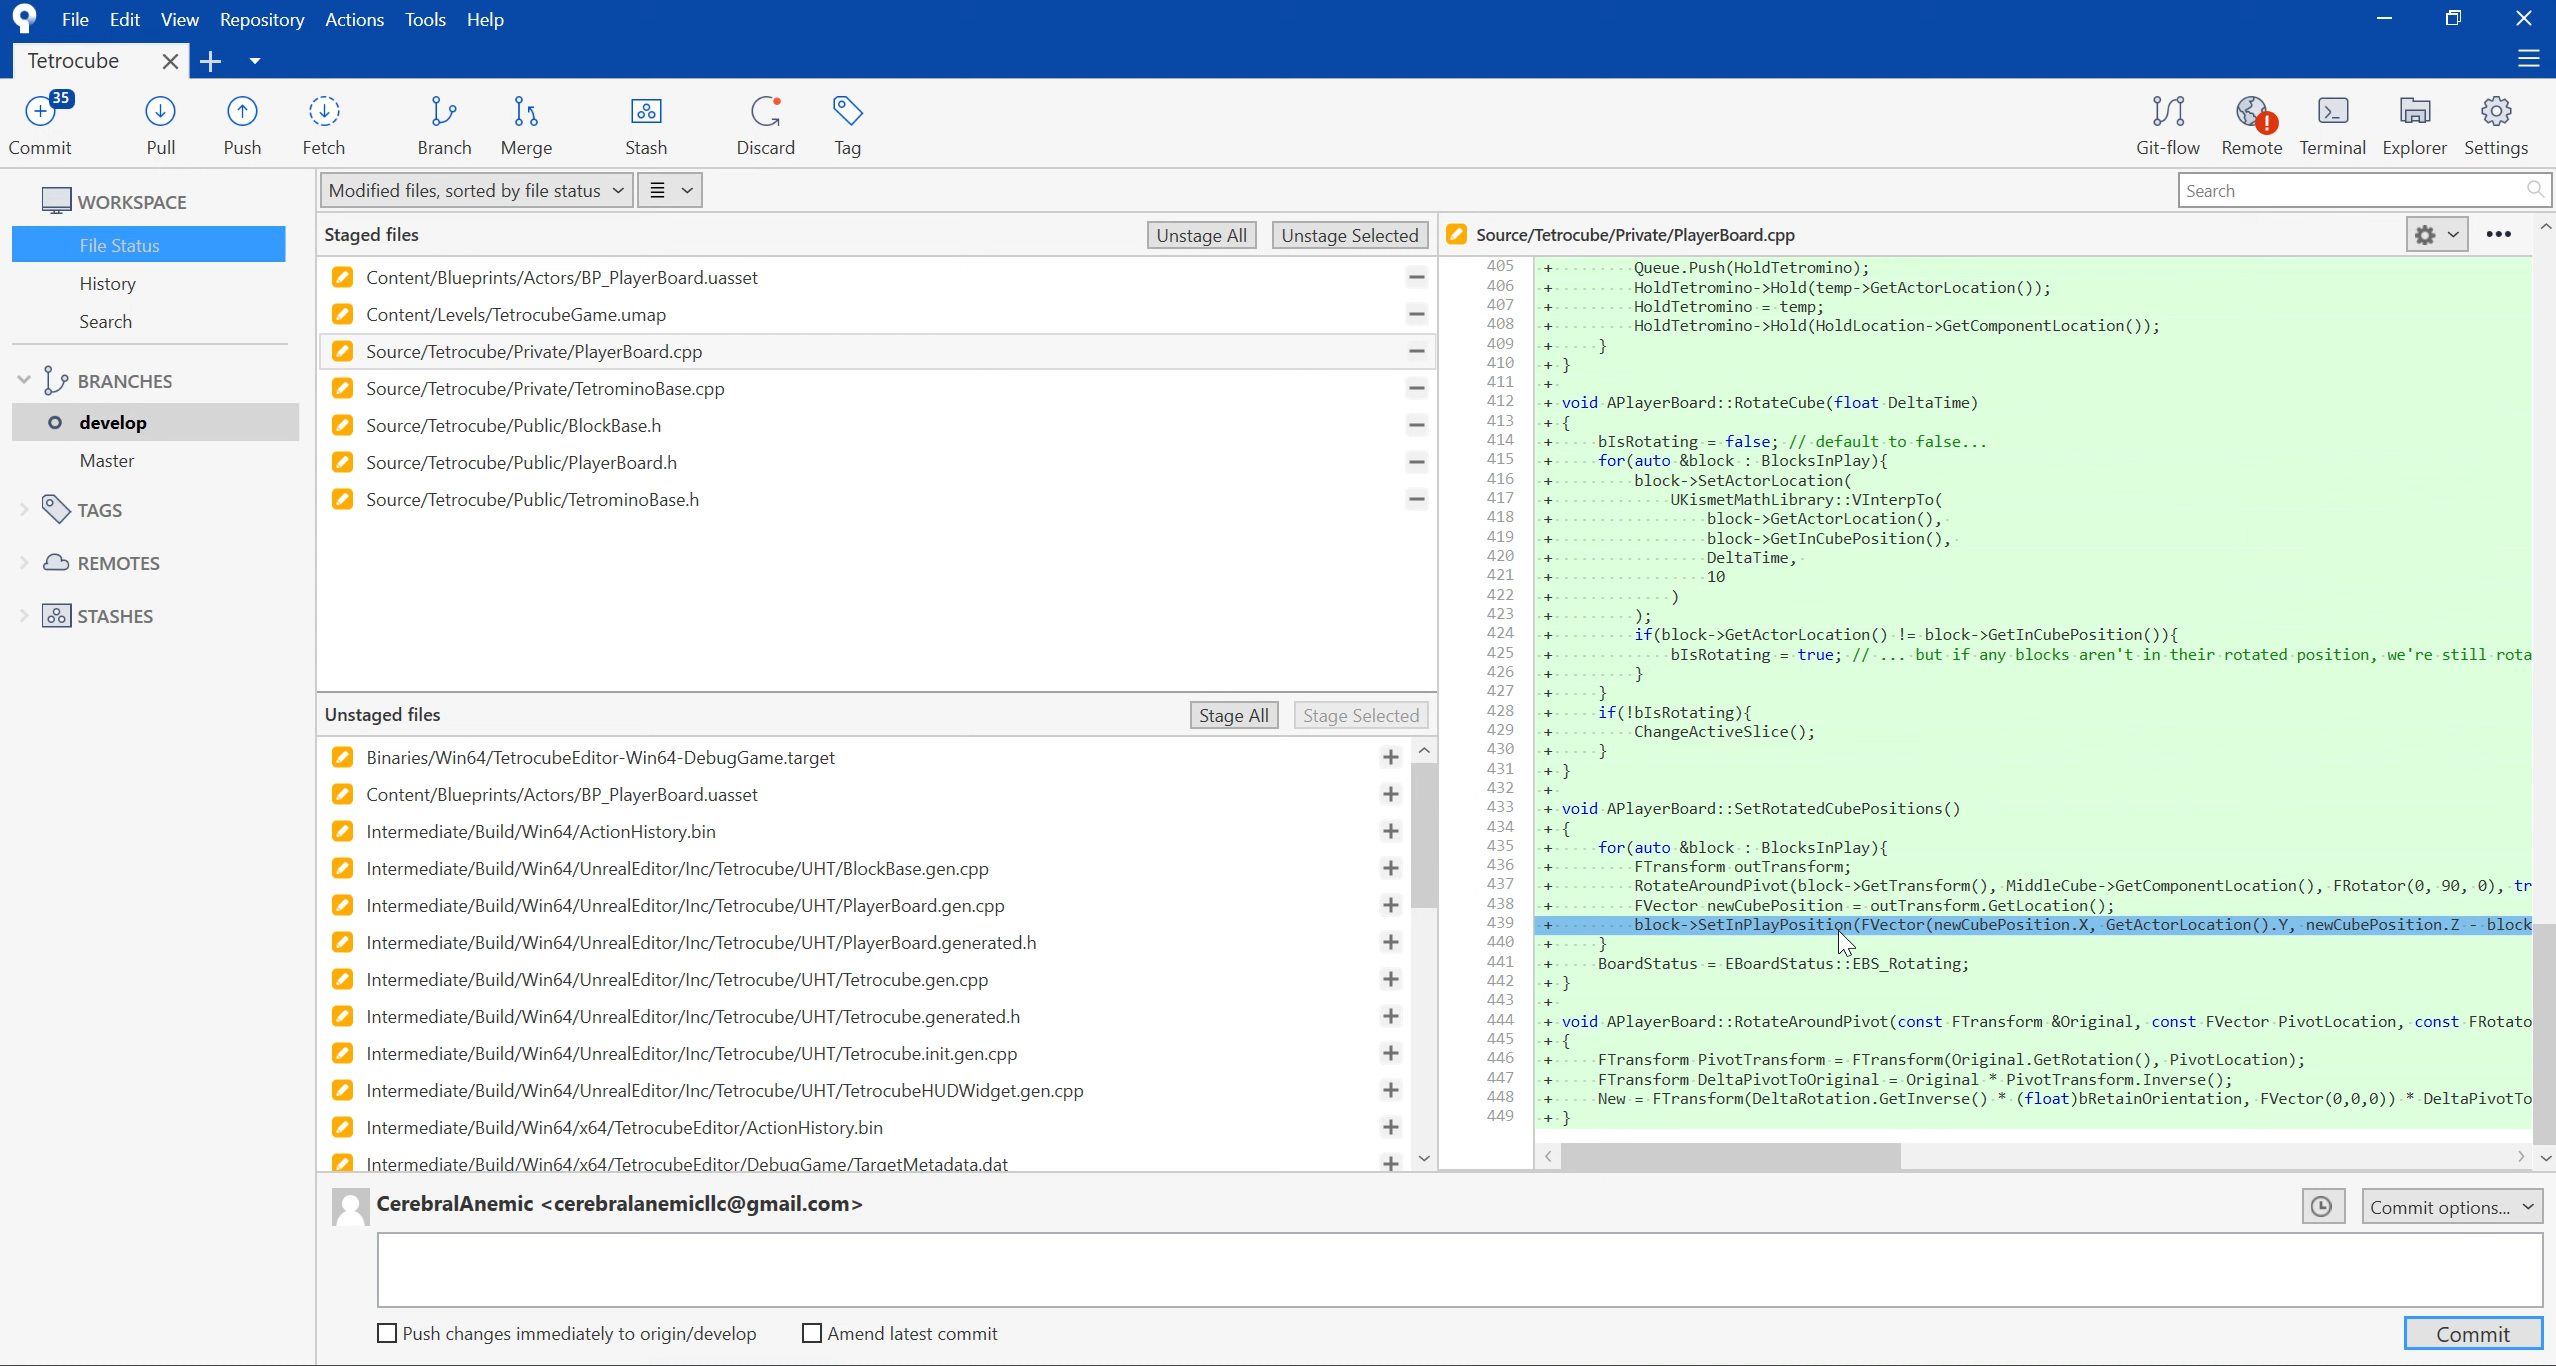 File Edit View Repository Actions Tools Help
Tetrocube
35
Commit Pull Push Fetch Branch Merge Stash Discard Tag Git-flow Remote Terminal Explorer Settings
WORKSPACE
File Status
History
Search
BRANCHES
develop
Master
TAGS
REMOTES
STASHES
Modified files, sorted by file status
Search
Staged files Unstage All Unstage Selected
Content/Blueprints/Actors/BP_PlayerBoard.uasset
Content/Levels/TetrocubeGame.umap
Source/Tetrocube/Private/PlayerBoard.cpp
Source/Tetrocube/Private/TetrominoBase.cpp
Source/Tetrocube/Public/BlockBase.h
Source/Tetrocube/Public/PlayerBoard.h
Source/Tetrocube/Public/TetrominoBase.h
Unstaged files Stage All Stage Selected
Binaries/Win64/TetrocubeEditor-Win64-DebugGame.target
Content/Blueprints/Actors/BP_PlayerBoard.uasset
Intermediate/Build/Win64/ActionHistory.bin
Intermediate/Build/Win64/UnrealEditor/Inc/Tetrocube/UHT/BlockBase.gen.cpp
Intermediate/Build/Win64/UnrealEditor/Inc/Tetrocube/UHT/PlayerBoard.gen.cpp
Intermediate/Build/Win64/UnrealEditor/Inc/Tetrocube/UHT/PlayerBoard.generated.h
Intermediate/Build/Win64/UnrealEditor/Inc/Tetrocube/UHT/Tetrocube.gen.cpp
Intermediate/Build/Win64/UnrealEditor/Inc/Tetrocube/UHT/Tetrocube.generated.h
Intermediate/Build/Win64/UnrealEditor/Inc/Tetrocube/UHT/Tetrocube.init.gen.cpp
Intermediate/Build/Win64/UnrealEditor/Inc/Tetrocube/UHT/TetrocubeHUDWidget.gen.cpp
Intermediate/Build/Win64/x64/TetrocubeEditor/ActionHistory.bin
Intermediate/Build/Win64/x64/TetrocubeEditor/DebugGame/TargetMetadata.dat
Source/Tetrocube/Private/PlayerBoard.cpp
405 + Queue.Push(HoldTetromino);
406 + HoldTetromino->Hold(temp->GetActorLocation());
407 + HoldTetromino = temp;
408 + HoldTetromino->Hold(HoldLocation->GetComponentLocation());
409 + }
410 + }
411 +
412 + void APlayerBoard::RotateCube(float DeltaTime)
413 + {
414 + bIsRotating = false; // default to false...
415 + for(auto &block : BlocksInPlay){
416 + block->SetActorLocation(
417 + UKismetMathLibrary::VInterpTo(
418 + block->GetActorLocation(),
419 + block->GetInCubePosition(),
420 + DeltaTime,
421 + 10
422 + )
423 + );
424 + if(block->GetActorLocation() != block->GetInCubePosition()){
425 + bIsRotating = true; // ... but if any blocks aren't in their rotated position, we're still rota
426 + }
427 + }
428 + if(!bIsRotating){
429 + ChangeActiveSlice();
430 + }
431 + }
432 +
433 + void APlayerBoard::SetRotatedCubePositions()
434 + {
435 + for(auto &block : BlocksInPlay){
436 + FTransform outTransform;
437 + RotateAroundPivot(block->GetTransform(), MiddleCube->GetComponentLocation(), FRotator(0, 90, 0), tr
438 + FVector newCubePosition = outTransform.GetLocation();
439 + block->SetInPlayPosition(FVector(newCubePosition.X, GetActorLocation().Y, newCubePosition.Z - block
440 + }
441 + BoardStatus = EBoardStatus::EBS_Rotating;
442 + }
443 +
444 + void APlayerBoard::RotateAroundPivot(const FTransform &Original, const FVector PivotLocation, const FRotato
445 + {
446 + FTransform PivotTransform = FTransform(Original.GetRotation(), PivotLocation);
447 + FTransform DeltaPivotToOriginal = Original * PivotTransform.Inverse();
448 + New = FTransform(DeltaRotation.GetInverse() * (float)bRetainOrientation, FVector(0,0,0)) * DeltaPivotTo
449 + }
CerebralAnemic <cerebralanemicllc@gmail.com>
Commit options...
Push changes immediately to origin/develop Amend latest commit
Commit